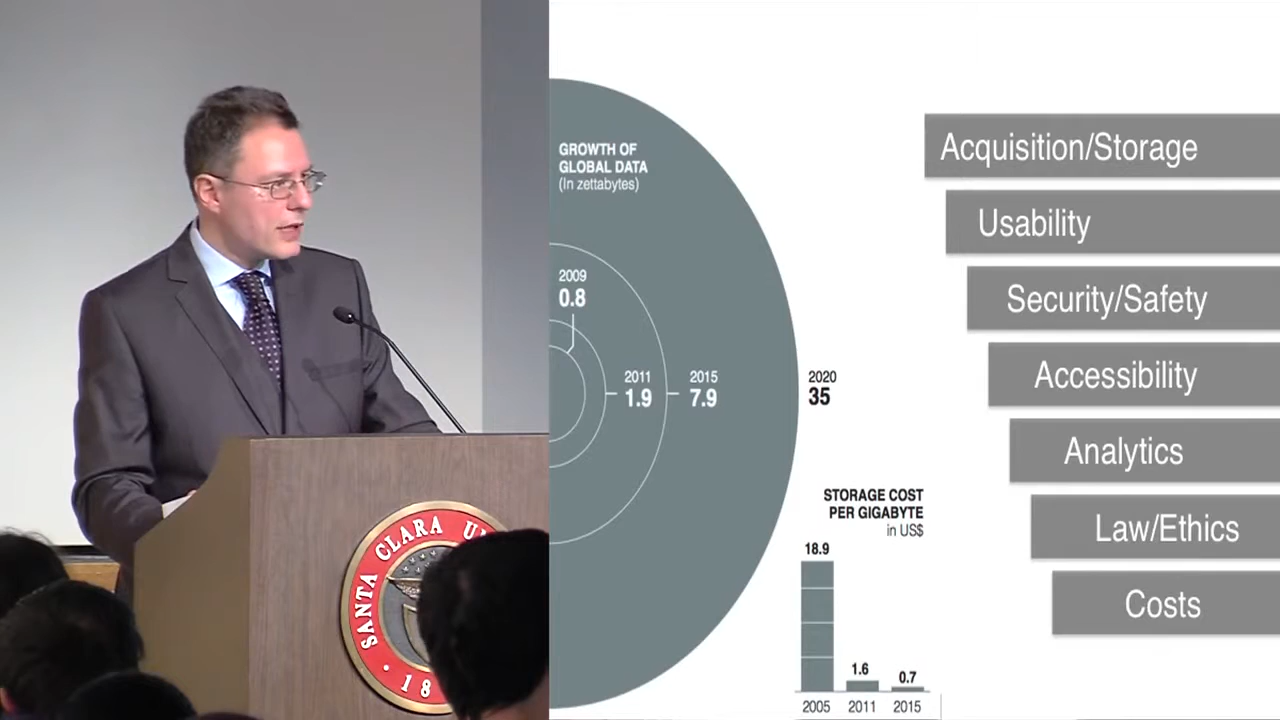 GROWTH OF
GLOBAL DATA
(In zettabytes)
2009
0.8
2011
1.9
2015
7.9
2020
35
STORAGE COST
PER GIGABYTE
in US$
18.9
1.6
0.7
2005
2011
2015
Acquisition/Storage
Usability
Security/Safety
Accessibility
Analytics
Law/Ethics
Costs
SANTA CLARA U
18